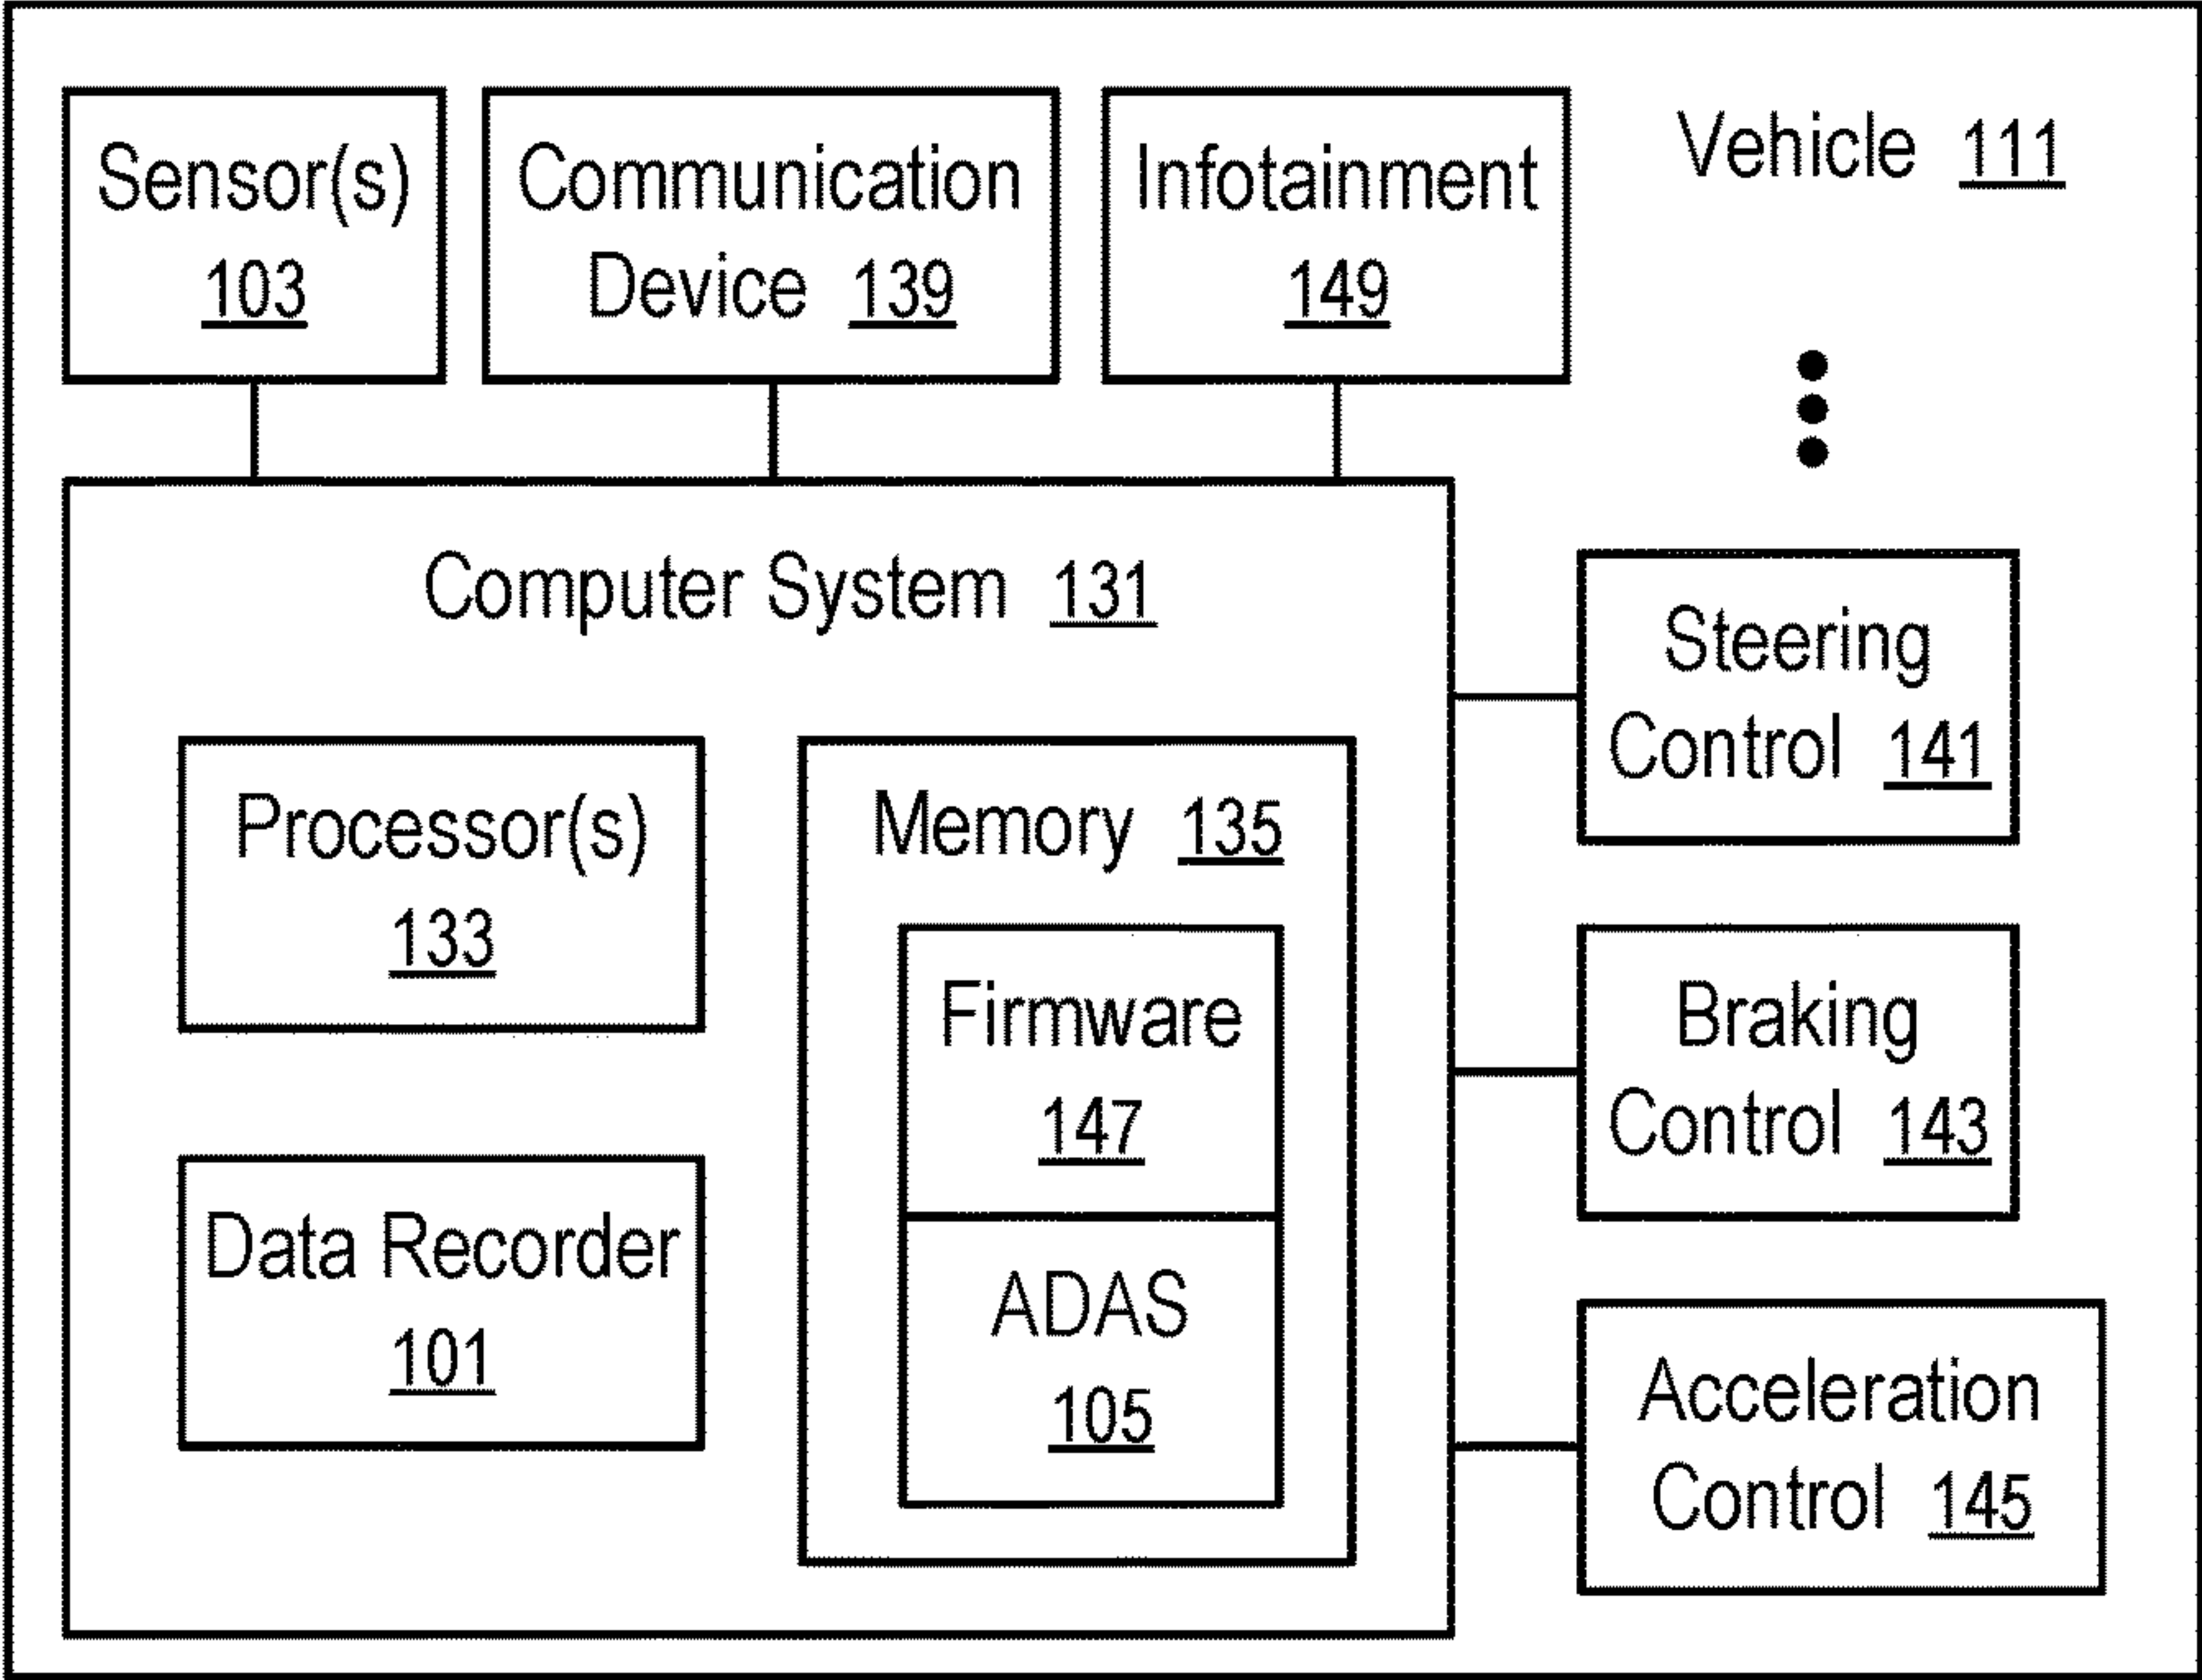 Sensor(s)
103
Communication
Device 139
Infotainment
149
Vehicle 111
Computer System 131
Processor(s)
133
Data Recorder
101
Memory 135
Firmware
147
ADAS
105
Steering
Control 141
Braking
Control 143
Acceleration
Control 145